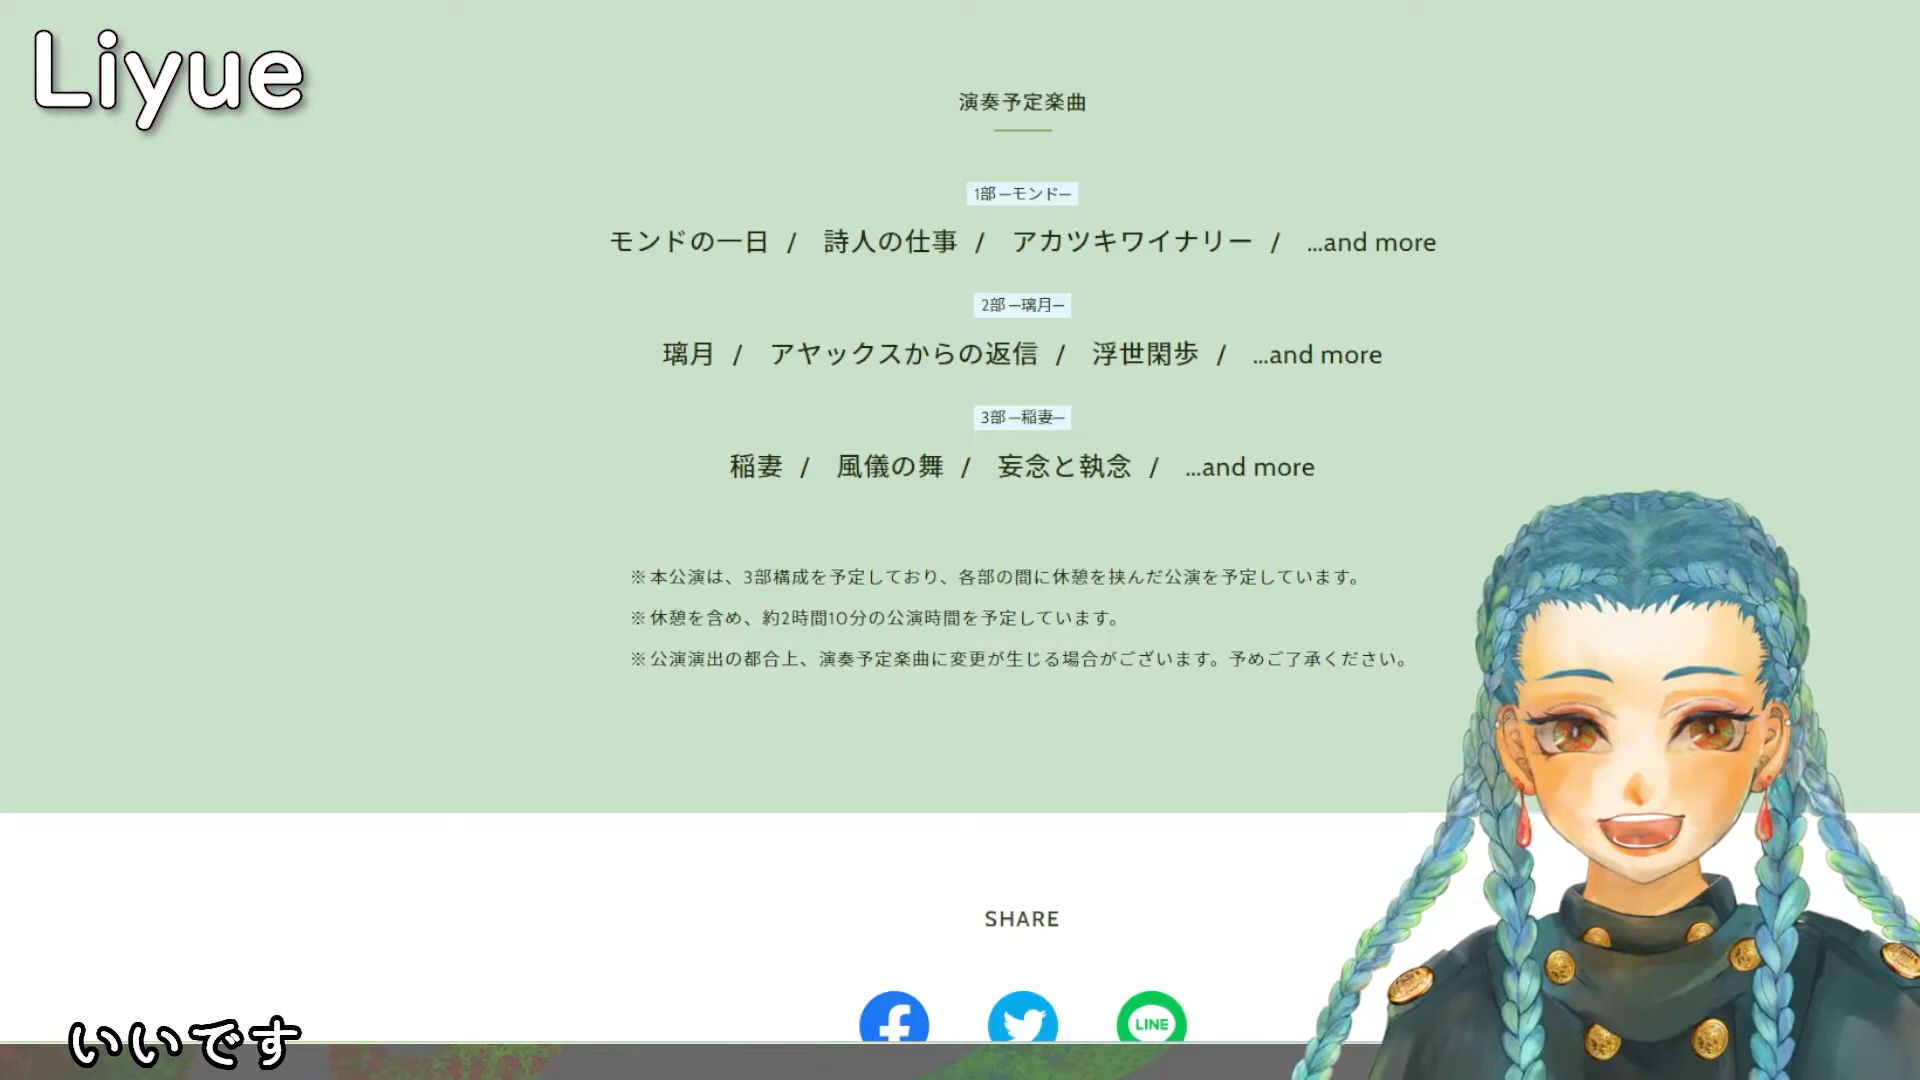 Liyue
演奏予定楽曲
1部 ―モンド―
モンドの一日 / 詩人の仕事 / アカツキワイナリー / ...and more
2部 ―璃月―
璃月 / アヤックスからの返信 / 浮世閑歩 / ...and more
3部 ―稲妻―
稲妻 / 風儀の舞 / 妄念と執念 / ...and more
※本公演は、3部構成を予定しており、各部の間に休憩を挟んだ公演を予定しています。
※休憩を含め、約2時間10分の公演時間を予定しています。
※公演演出の都合上、演奏予定楽曲に変更が生じる場合がございます。予めご了承ください。
SHARE
LINE
いいです